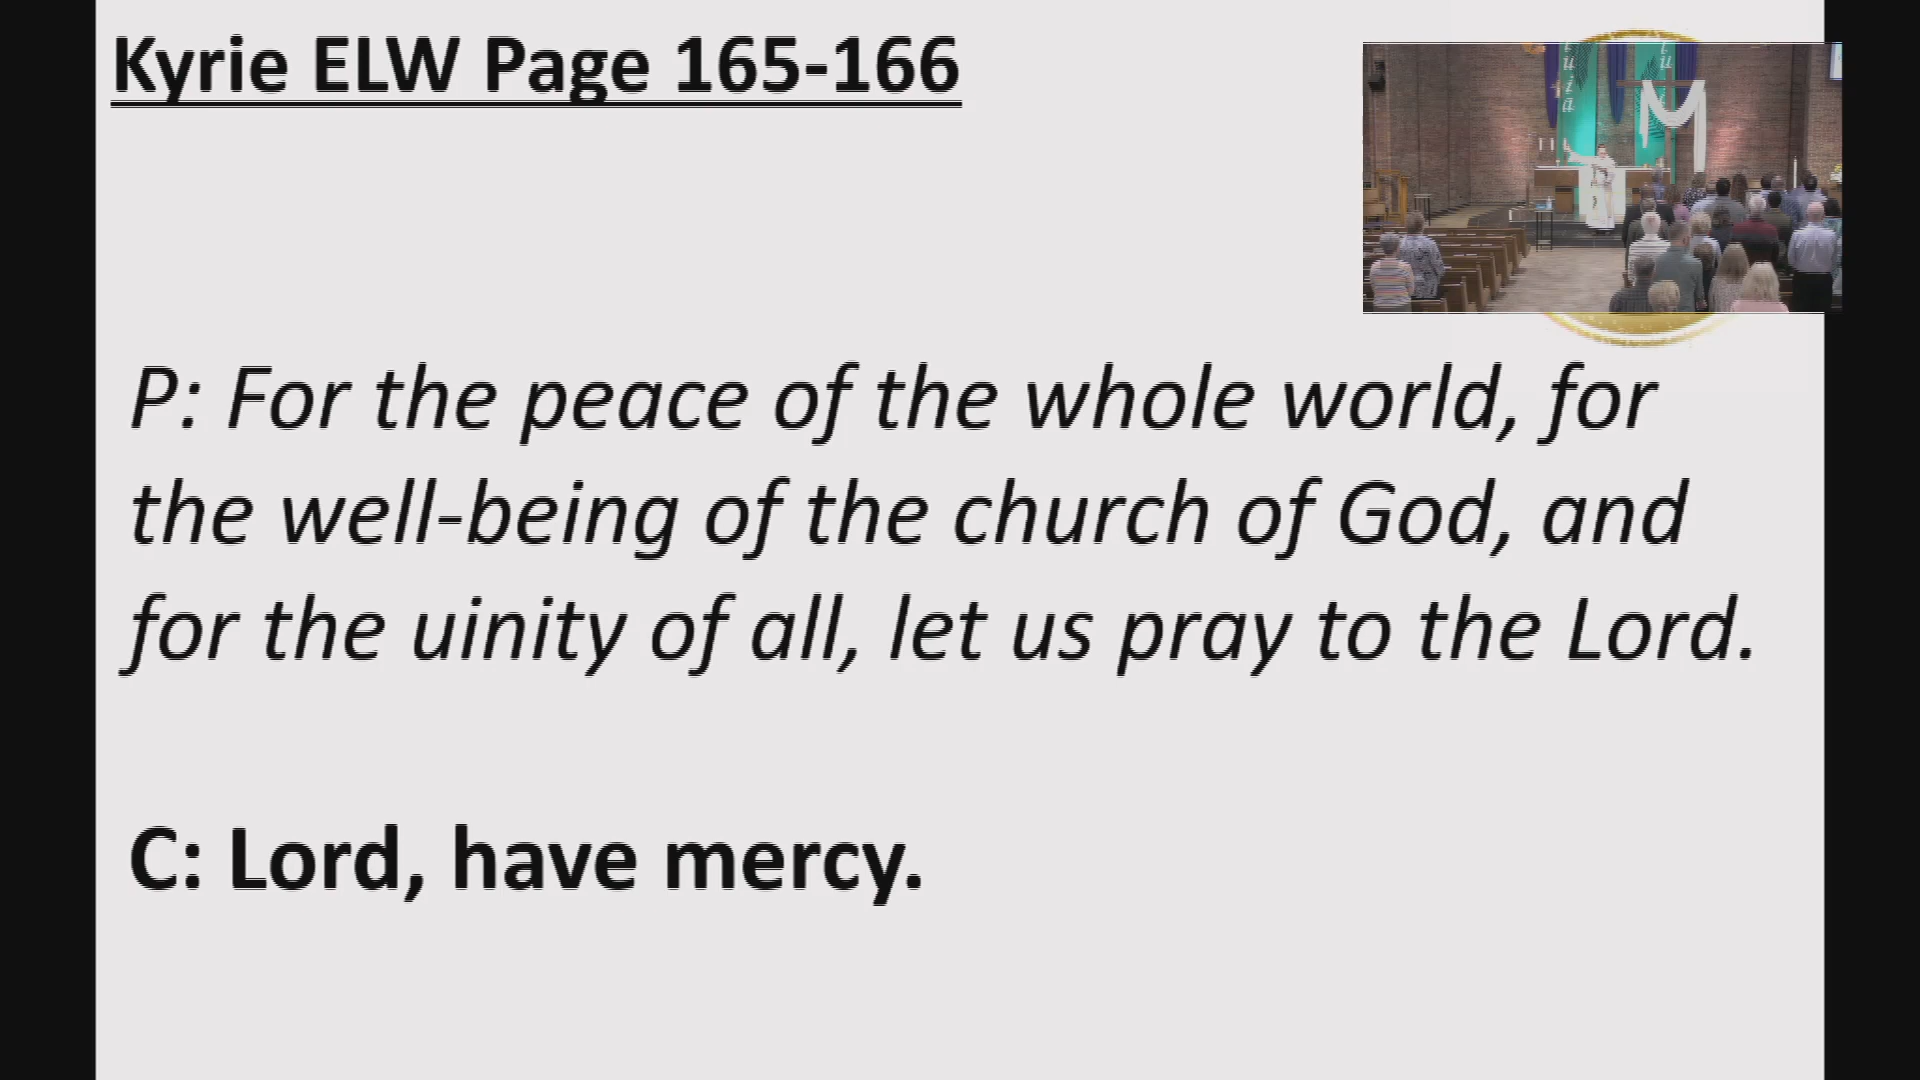 Kyrie ELW Page 165-166
u
i
a
u
P: For the peace of the whole world, for
the well-being of the church of God, and
for the uinity of all, let us pray to the Lord.
C: Lord, have mercy.